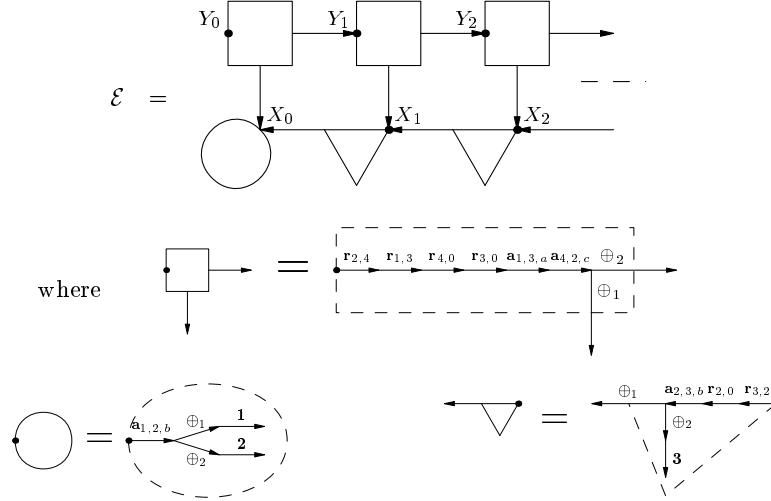 Y₀ Y₁ Y₂
ℰ =
X₀ X₁ X₂
where
=
r₂,₄ r₁,₃ r₄,₀ r₃,₀ a₁,₃,ₐ a₄,₂,c ⊕₂
⊕₁
=
a₁,₂,b ⊕₁ 1
⊕₂ 2
=
⊕₁ a₂,₃,b r₂,₀ r₃,₂
⊕₂
3